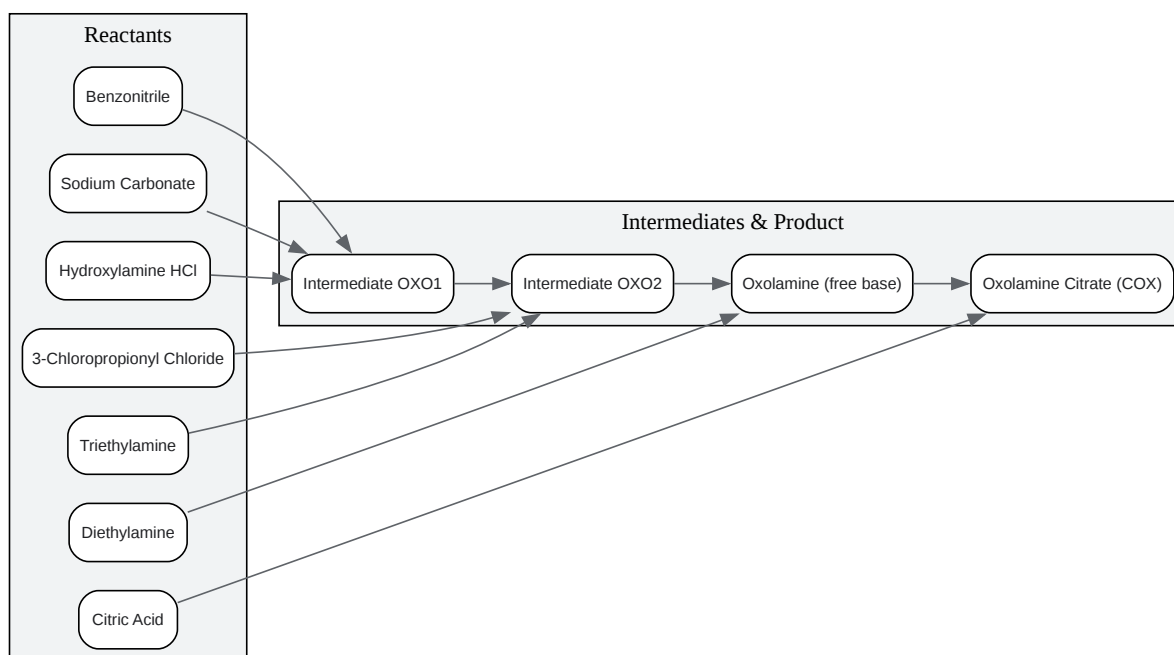 Reactants
Benzonitrile
Sodium Carbonate
Hydroxylamine HCl
3-Chloropropionyl Chloride
Triethylamine
Diethylamine
Citric Acid
Intermediates & Product
Intermediate OXO1
Intermediate OXO2
Oxolamine (free base)
Oxolamine Citrate (COX)